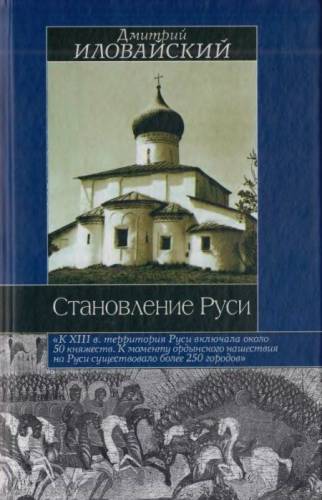 Дмитрий
ИЛОВАЙСКИЙ
Становление Руси
«К XIII в. территория Руси включала около
50 княжеств. К моменту ордынского нашествия
на Руси существовало более 250 городов»